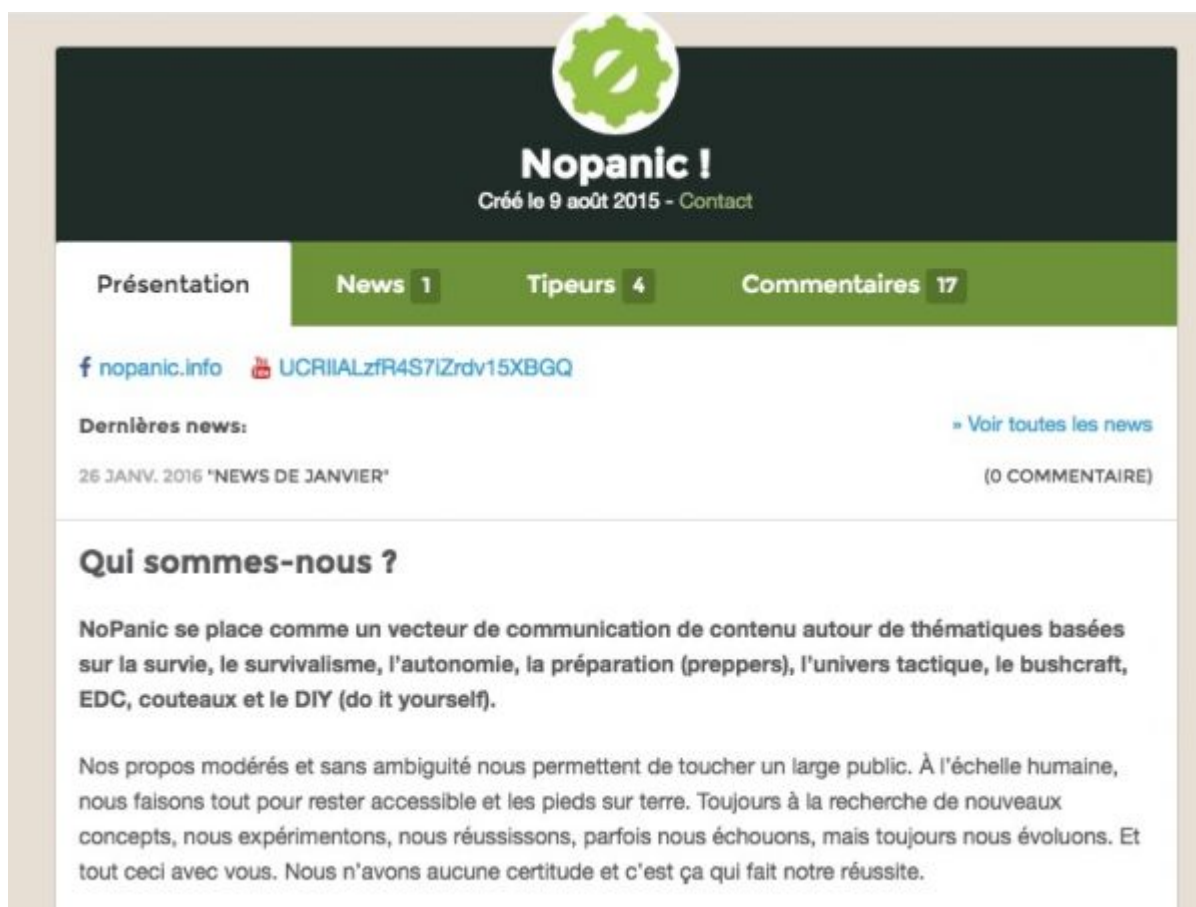 Nopanic !
Créé le 9 août 2015 - Contact
Présentation News 1 Tipeurs 4 Commentaires 17
nopanic.info UCRIIALzfR4S7iZrdv15XBGQ
Dernières news: » Voir toutes les news
26 JANV. 2016 "NEWS DE JANVIER" (0 COMMENTAIRE)
Qui sommes-nous ?
NoPanic se place comme un vecteur de communication de contenu autour de thématiques basées
sur la survie, le survivalisme, l'autonomie, la préparation (preppers), l'univers tactique, le bushcraft,
EDC, couteaux et le DIY (do it yourself).
Nos propos modérés et sans ambiguité nous permettent de toucher un large public. À l'échelle humaine,
nous faisons tout pour rester accessible et les pieds sur terre. Toujours à la recherche de nouveaux
concepts, nous expérimentons, nous réussissons, parfois nous échouons, mais toujours nous évoluons. Et
tout ceci avec vous. Nous n'avons aucune certitude et c'est ça qui fait notre réussite.